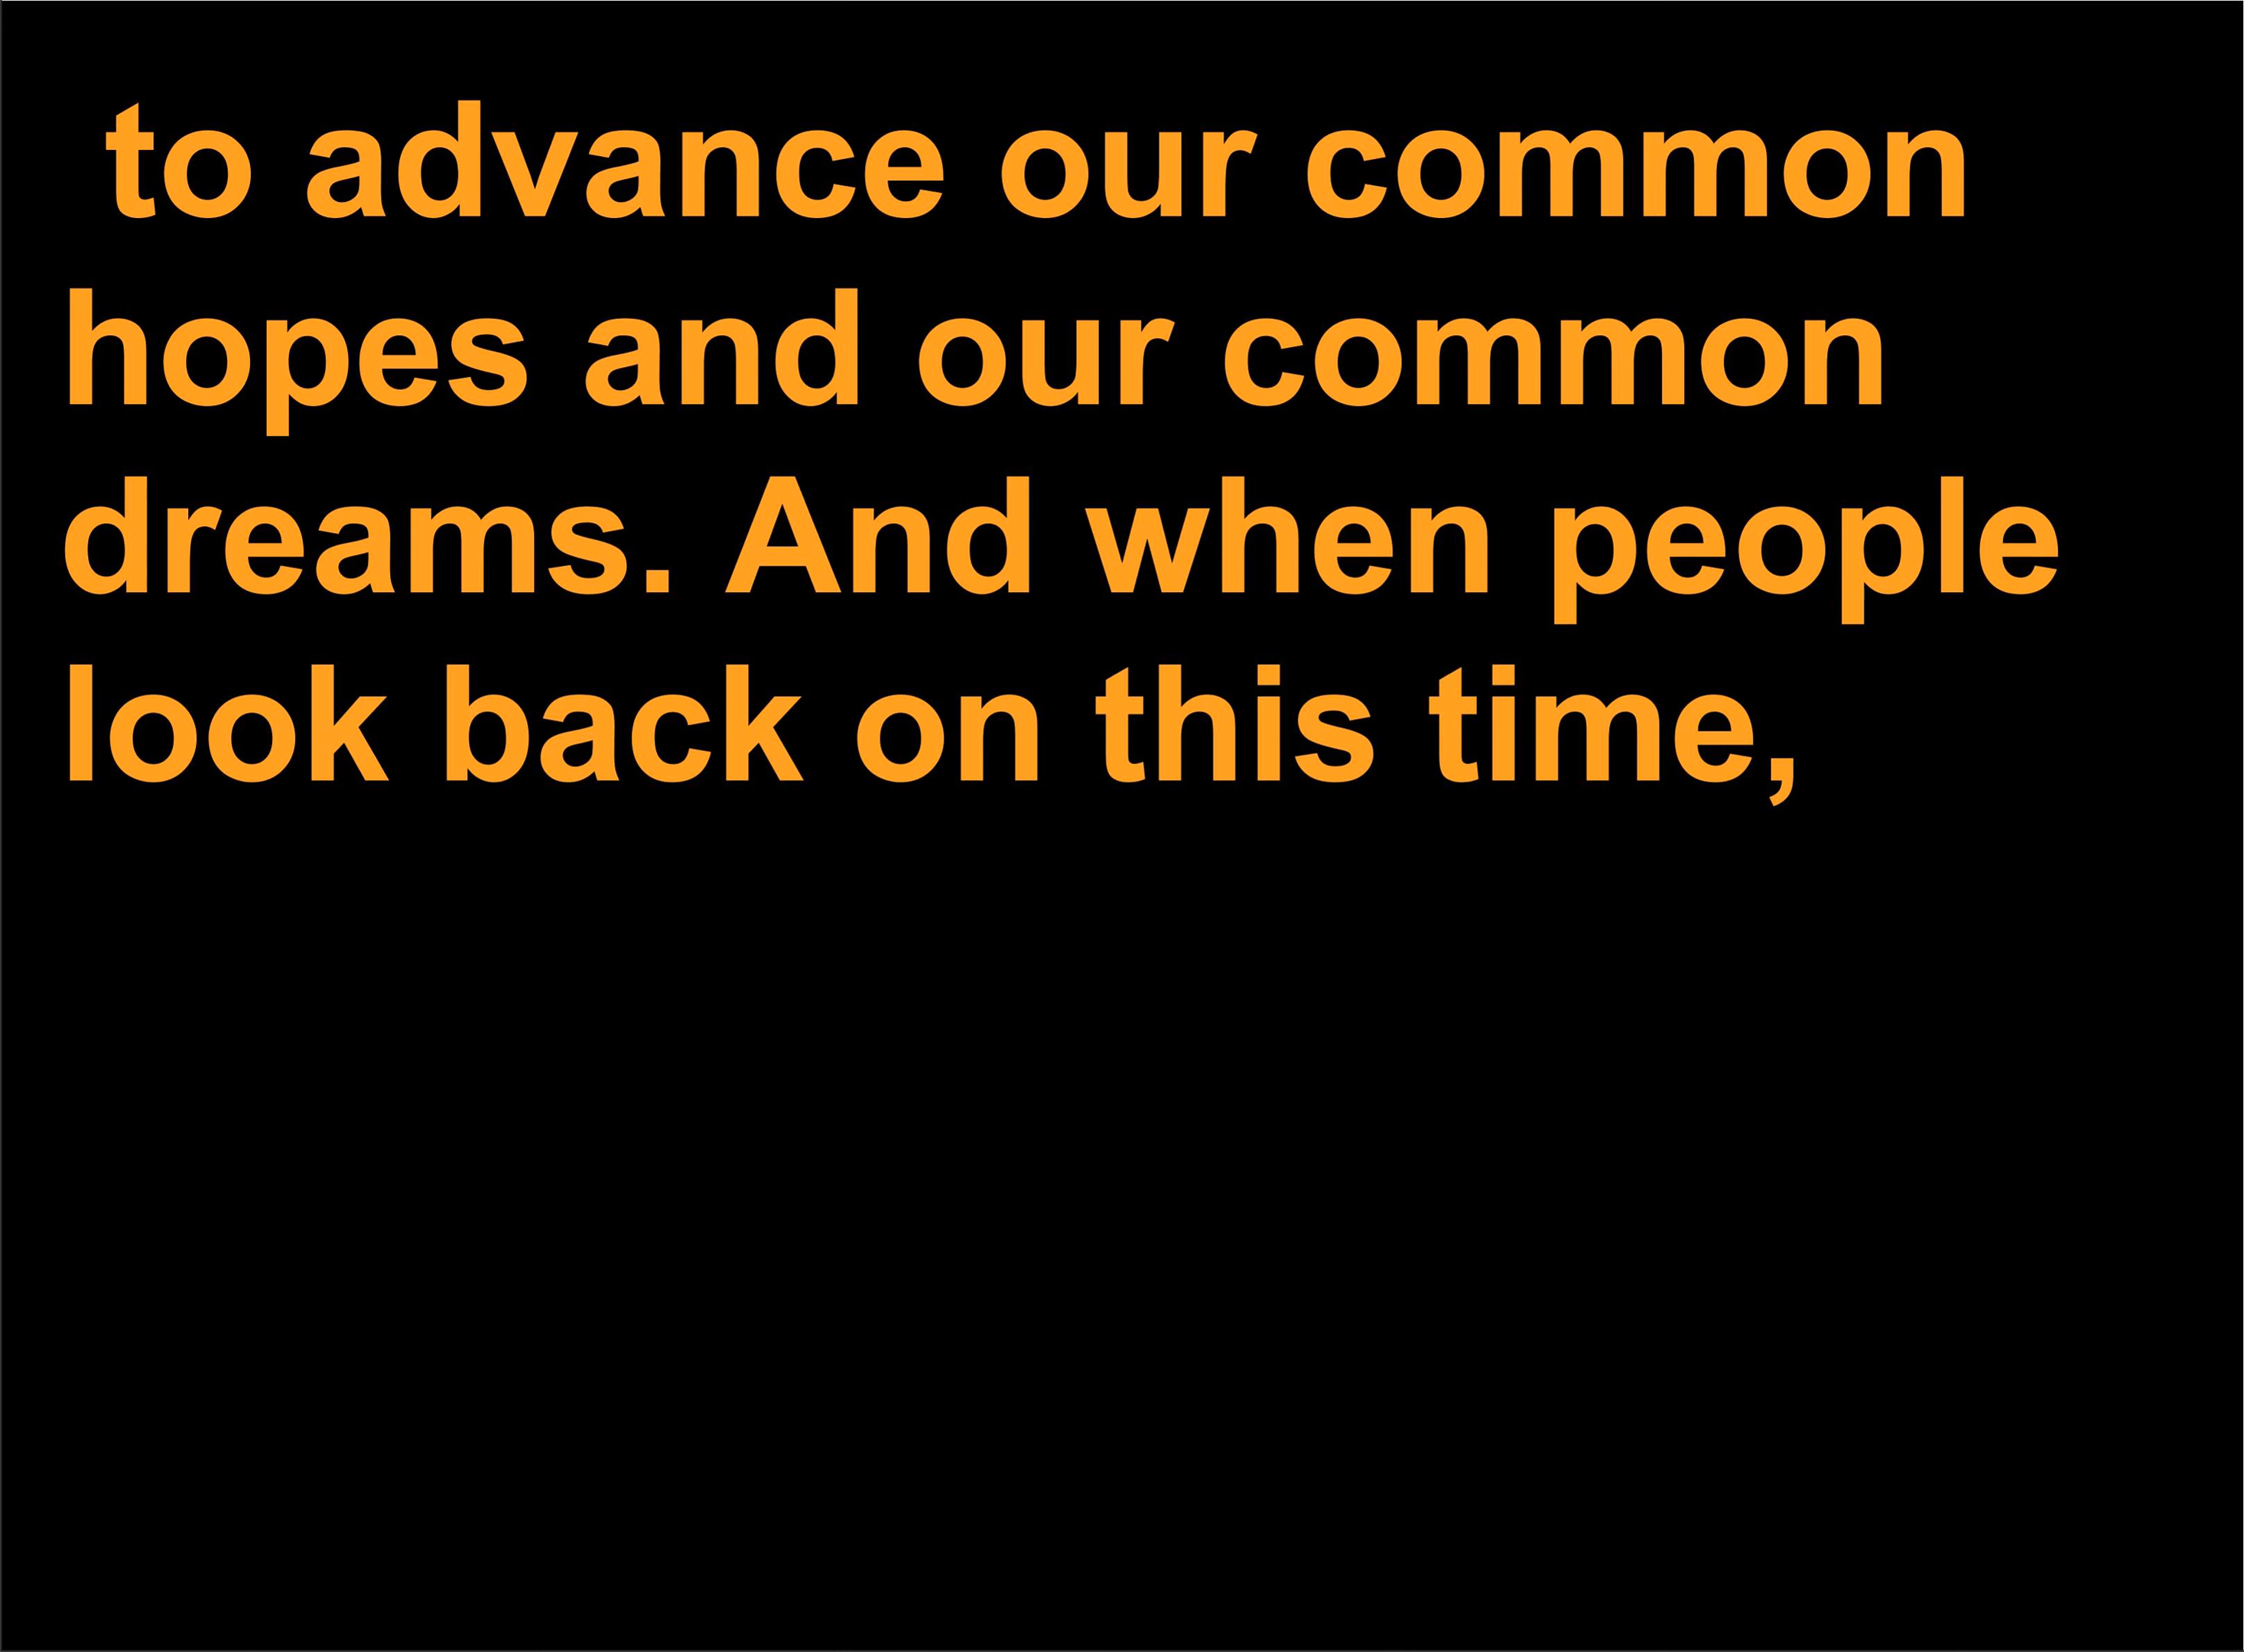 to advance our common
hopes and our common
dreams. And when people
look back on this time,